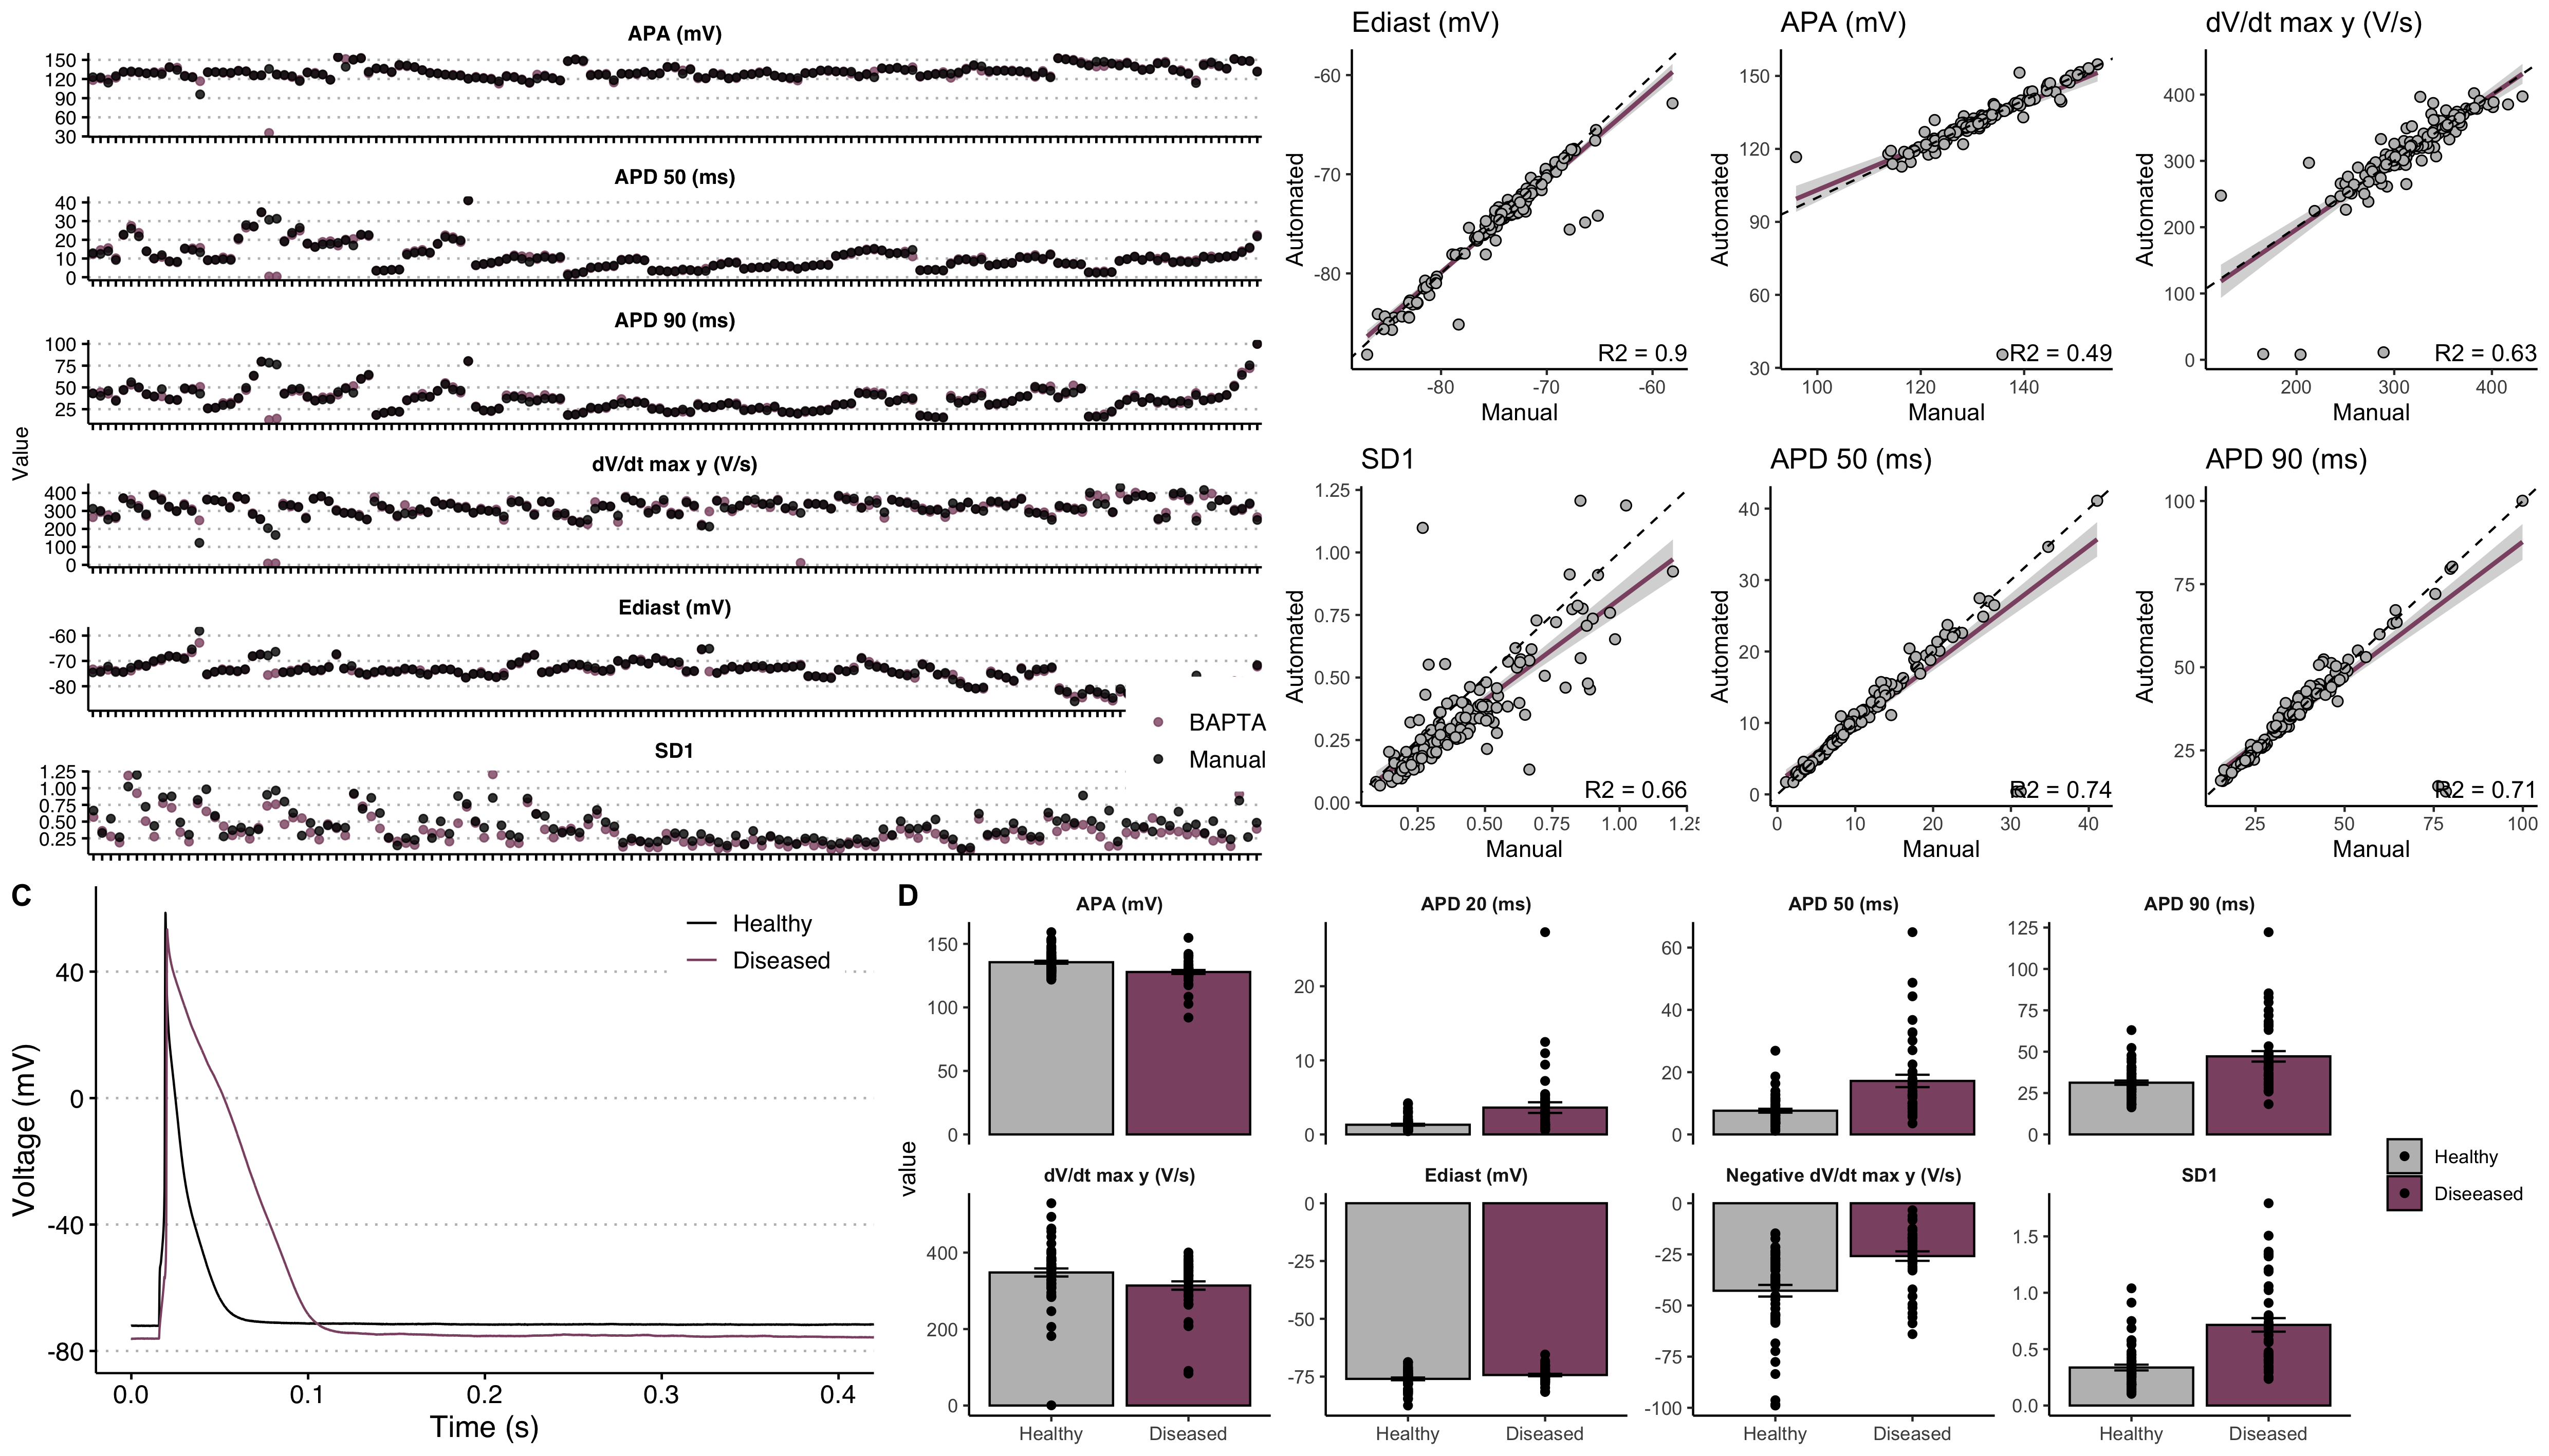 APA (mV)
150
120
90
60
30
APD 50 (ms)
40
30
20
10
0
APD 90 (ms)
100
75
50
25
Value
dV/dt max y (V/s)
400
300
200
100
0
Ediast (mV)
-60
-70
-80
BAPTA
Manual
SD1
1.25
1.00
0.75
0.50
0.25
Ediast (mV)
-60
-70
-80
Automated
R2 = 0.9
-80 -70 -60
Manual
APA (mV)
150
120
90
60
30
Automated
R2 = 0.49
100 120 140
Manual
dV/dt max y (V/s)
400
300
200
100
0
Automated
R2 = 0.63
200 300 400
Manual
SD1
1.25
1.00
0.75
0.50
0.25
0.00
Automated
R2 = 0.66
0.25 0.50 0.75 1.00 1.25
Manual
APD 50 (ms)
40
30
20
10
0
Automated
R2 = 0.74
0 10 20 30 40
Manual
APD 90 (ms)
100
75
50
25
Automated
R2 = 0.71
25 50 75 100
Manual
C
Healthy
Diseased
40
0
-40
-80
Voltage (mV)
0.0 0.1 0.2 0.3 0.4
Time (s)
D
value
APA (mV)
150
100
50
0
APD 20 (ms)
20
10
0
APD 50 (ms)
60
40
20
0
APD 90 (ms)
125
100
75
50
25
0
dV/dt max y (V/s)
400
200
0
Healthy Diseased
Ediast (mV)
0
-25
-50
-75
Healthy Diseased
Negative dV/dt max y (V/s)
0
-25
-50
-75
-100
Healthy Diseased
SD1
1.5
1.0
0.5
0.0
Healthy Diseased
Healthy
Diseeased